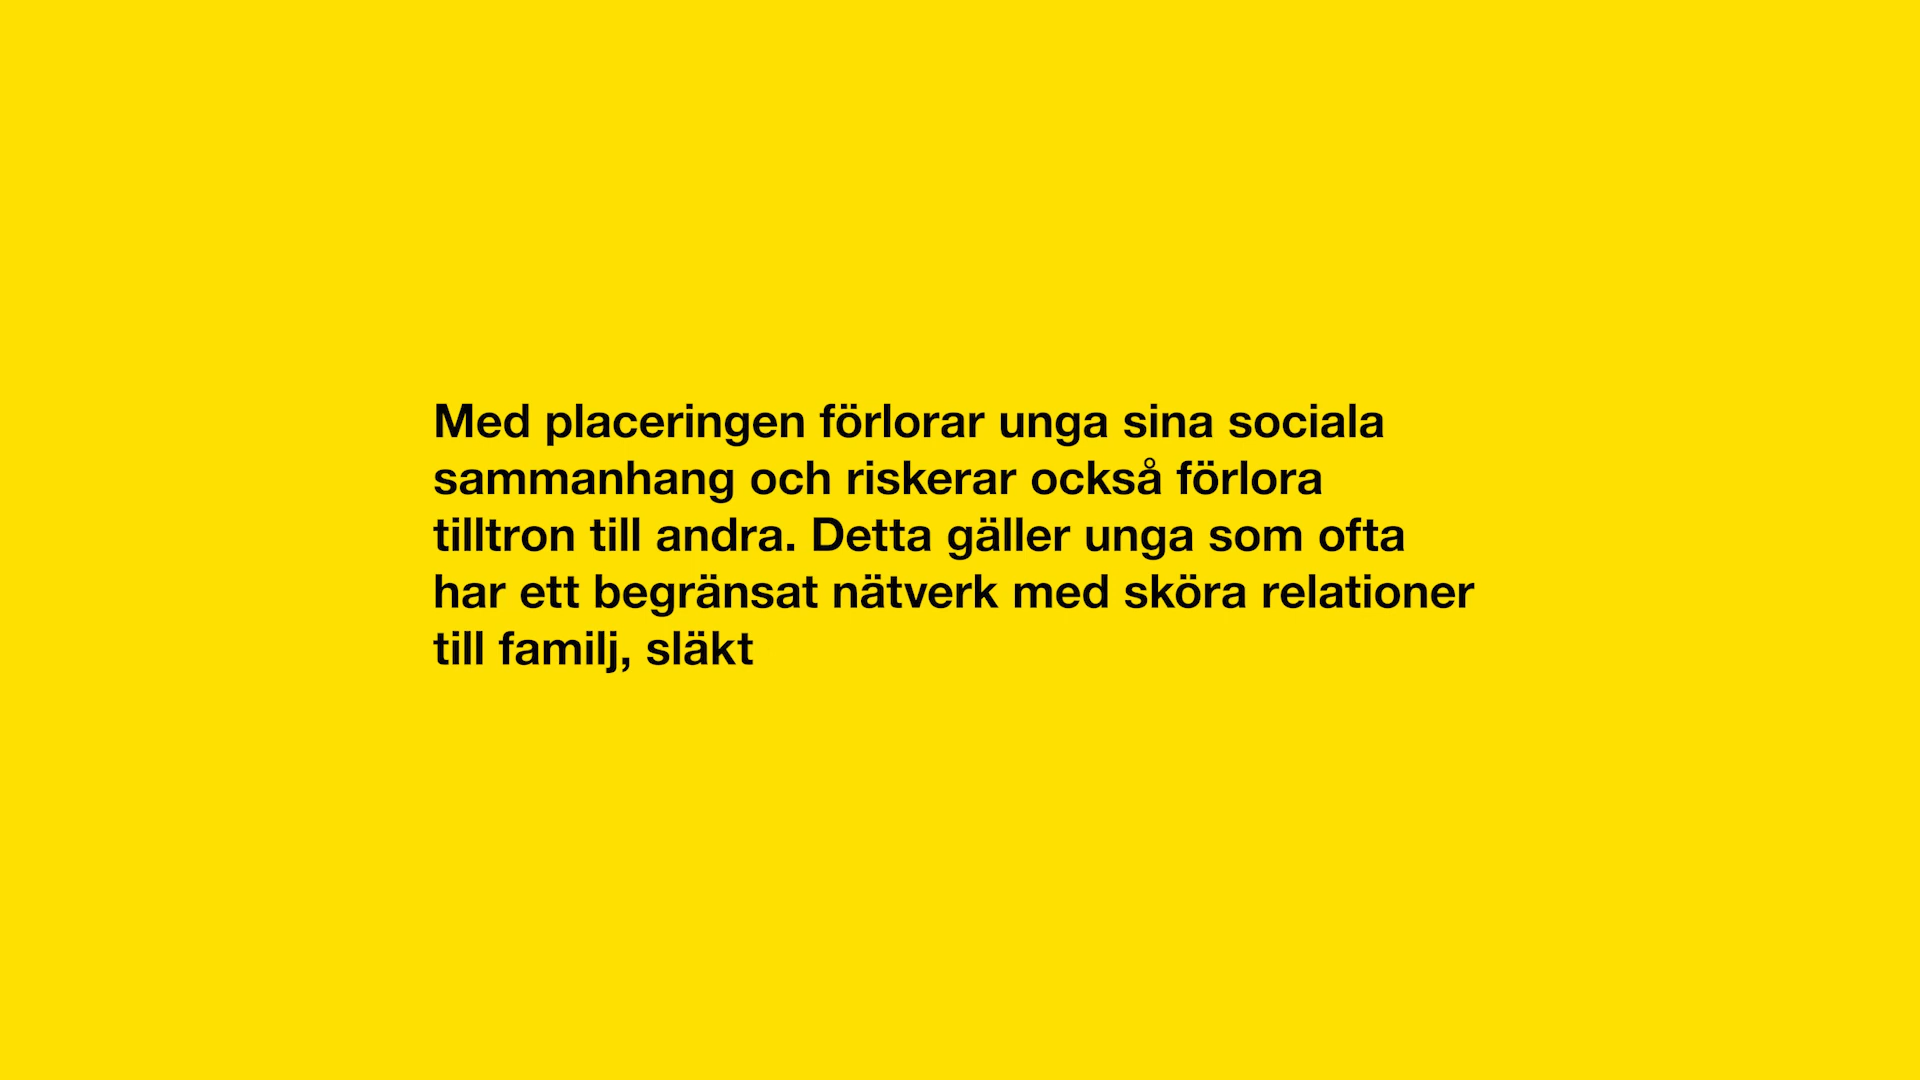 Med placeringen förlorar unga sina sociala
sammanhang och riskerar också förlora
tilltron till andra. Detta gäller unga som ofta
har ett begränsat nätverk med sköra relationer
till familj, släkt